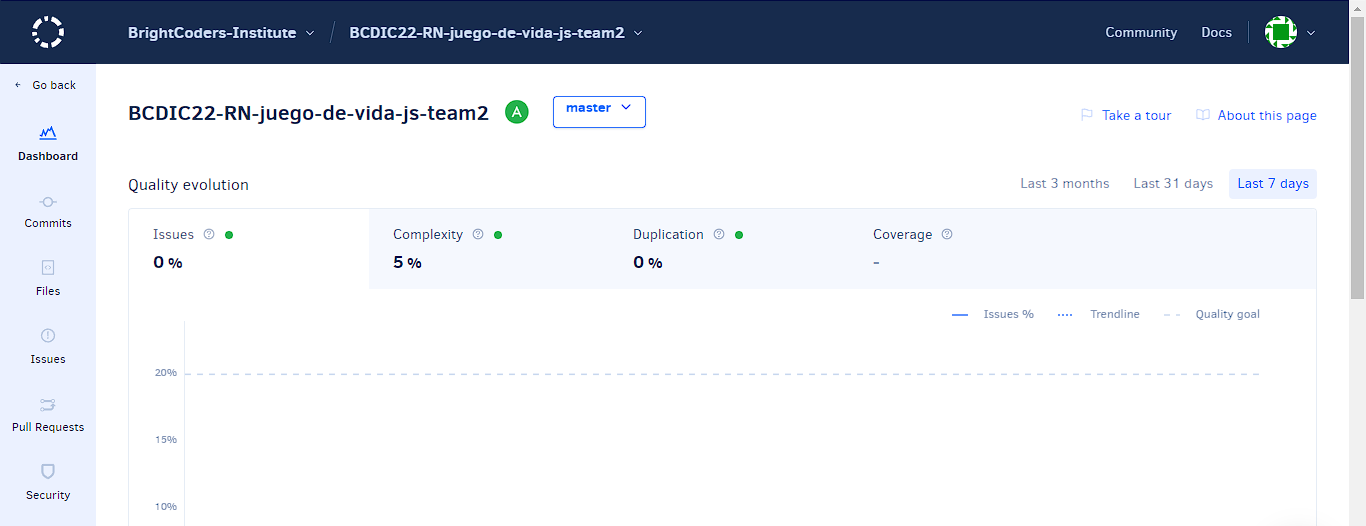 BrightCoders-Institute BCDIC22-RN-juego-de-vida-js-team2 Community Docs
Go back
Dashboard
Commits
Files
Issues
Pull Requests
Security
BCDIC22-RN-juego-de-vida-js-team2 A master Take a tour About this page
Quality evolution Last 3 months Last 31 days Last 7 days
Issues Complexity Duplication Coverage
0 % 5 % 0 % -
Issues % Trendline Quality goal
20%
15%
10%